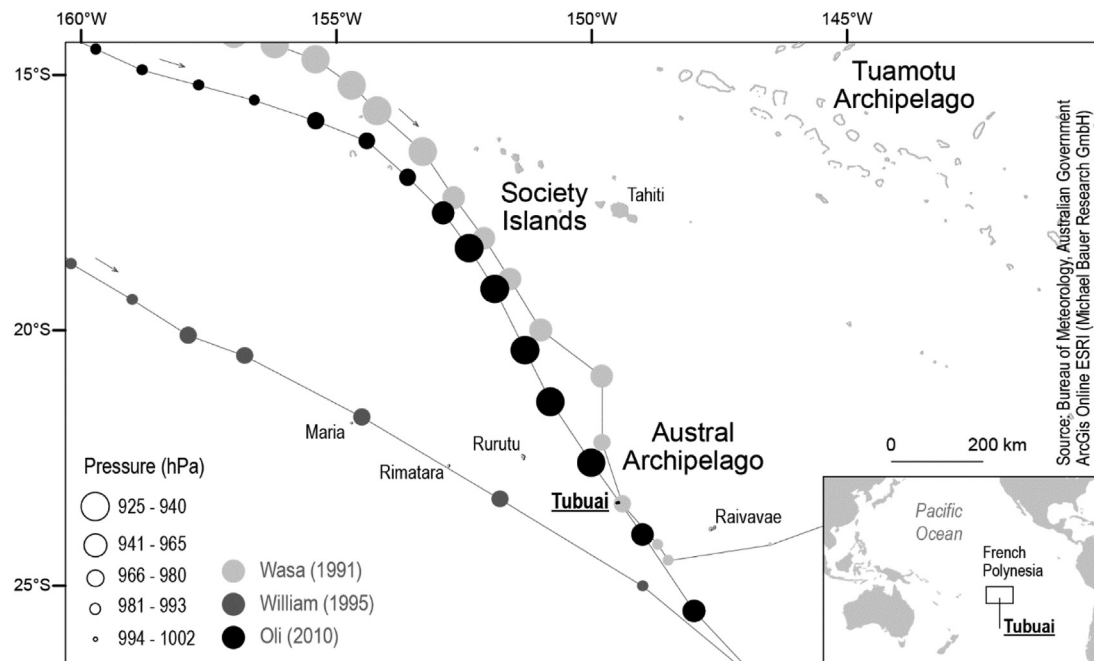 160°W
155°W
150°W
145°W
15°S
20°S
25°S
Tuamotu
Archipelago
Society
Islands
Tahiti
Maria
Rimatara
Rurutu
Austral
Archipelago
Tubuai
Raivavae
0 200 km
Pressure (hPa)
925 - 940
941 - 965
966 - 980
981 - 993
994 - 1002
Wasa (1991)
William (1995)
Oli (2010)
Pacific
Ocean
French
Polynesia
Tubuai
Source: Bureau of Meteorology, Australian Government
ArcGis Online ESRI (Michael Bauer Research GmbH)